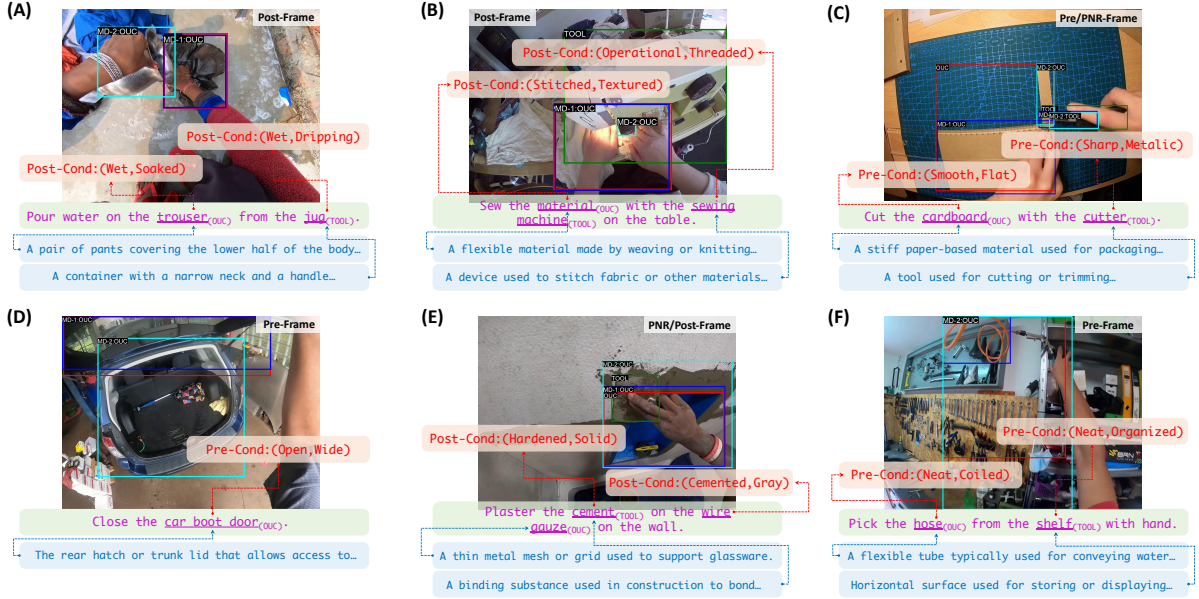 (A)
Post-Frame
MD-2:OUC
MD-1:OUC
Post-Cond:(Wet,Dripping)
Post-Cond:(Wet,Soaked)
Pour water on the trouser(OUC) from the jug(TOOL).
A pair of pants covering the lower half of the body…
A container with a narrow neck and a handle…
(B)
Post-Frame
TOOL
Post-Cond:(Operational,Threaded)
Post-Cond:(Stitched,Textured)
MD-1:OUC
MD-2:OUC
Sew the material(OUC) with the sewing
machine(TOOL) on the table.
A flexible material made by weaving or knitting…
A device used to stitch fabric or other materials…
(C)
Pre/PNR-Frame
OUC
MD-2:OUC
TOOL
MD-1:OUC
MD-2:TOOL
Pre-Cond:(Sharp,Metalic)
Pre-Cond:(Smooth,Flat)
Cut the cardboard(OUC) with the cutter(TOOL).
A stiff paper-based material used for packaging…
A tool used for cutting or trimming…
(D)
Pre-Frame
MD-1:OUC
MD-2:OUC
Pre-Cond:(Open,Wide)
Close the car boot door(OUC).
The rear hatch or trunk lid that allows access to…
(E)
PNR/Post-Frame
MD-2:OUC
TOOL
MD-1:OUC
OUC
Post-Cond:(Hardened,Solid)
Post-Cond:(Cemented,Gray)
Plaster the cement(TOOL) on the wire
gauze(OUC) on the wall.
A thin metal mesh or grid used to support glassware.
A binding substance used in construction to bond…
(F)
Pre-Frame
MD-2:OUC
Pre-Cond:(Neat,Organized)
Pre-Cond:(Neat,Coiled)
Pick the hose(OUC) from the shelf(TOOL) with hand.
A flexible tube typically used for conveying water…
Horizontal surface used for storing or displaying…